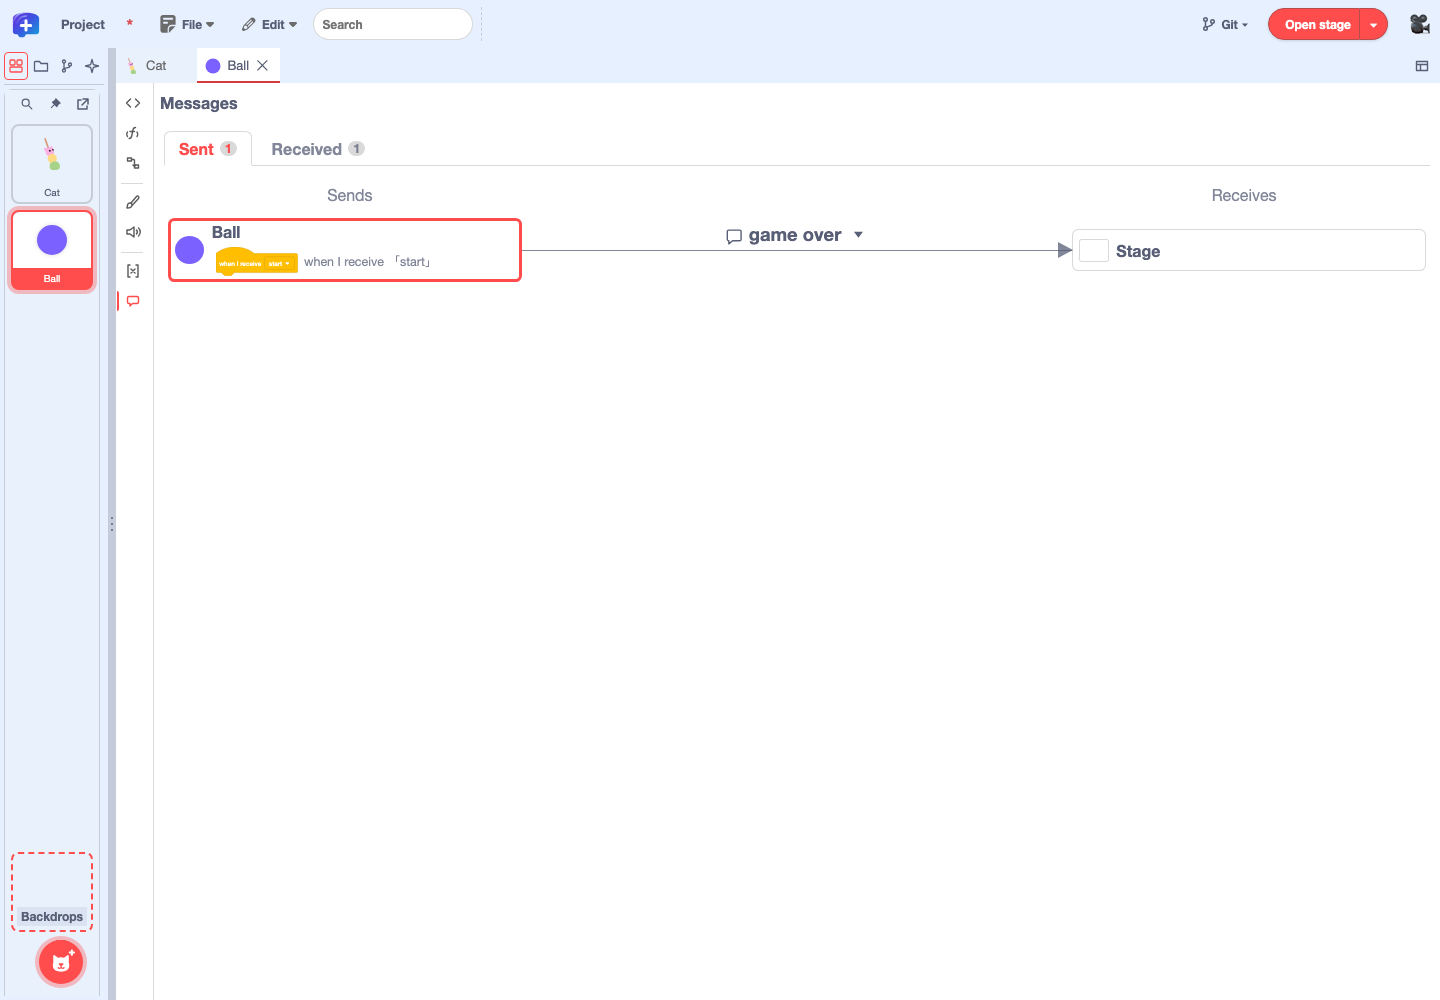 Project * File Edit Search Git Open stage
Cat Ball
Messages
Cat
Ball
Sent 1 Received 1
Sends Receives
Ball
when I receive start when I receive 「start」
game over
Stage
Backdrops